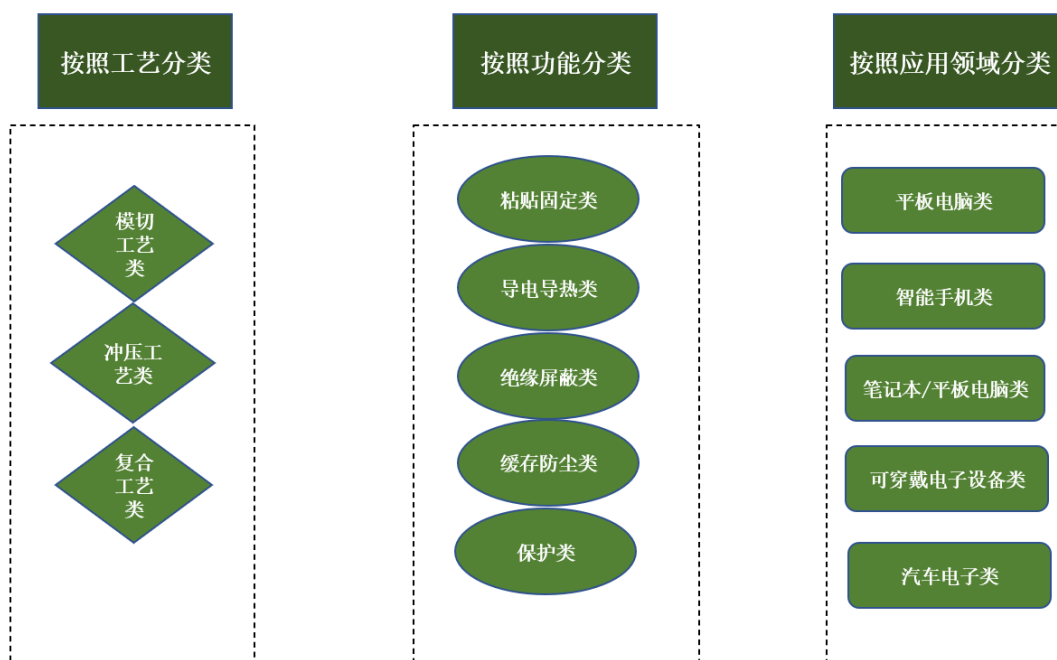 按照工艺分类
按照功能分类
按照应用领域分类
模切
工艺
类
冲压工
艺类
复合
工艺
类
粘贴固定类
导电导热类
绝缘屏蔽类
缓存防尘类
保护类
平板电脑类
智能手机类
笔记本/平板电脑类
可穿戴电子设备类
汽车电子类